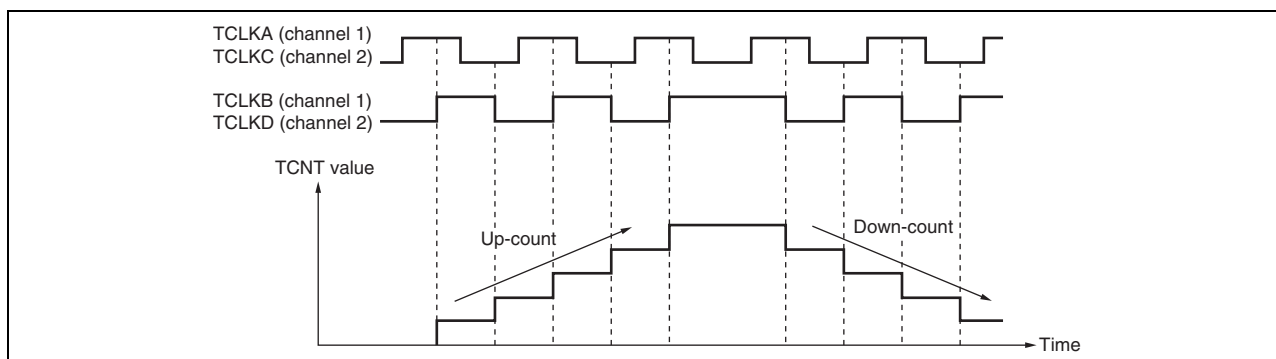 TCLKA (channel 1)
TCLKC (channel 2)
TCLKB (channel 1)
TCLKD (channel 2)
TCNT value
Up-count
Down-count
Time